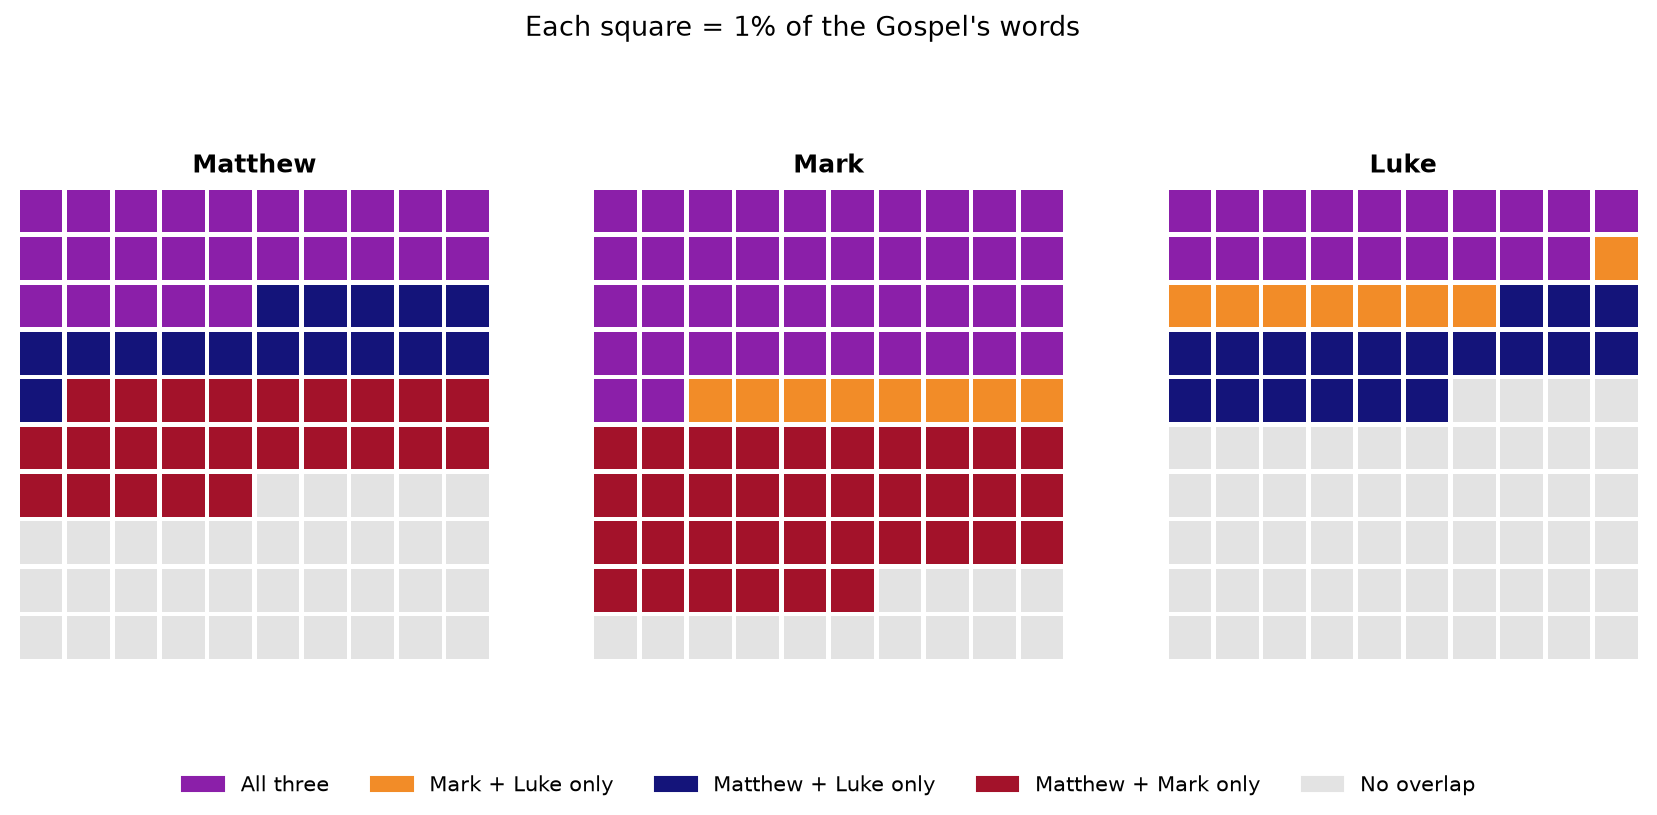 Each square = 1% of the Gospel's words
Matthew
Mark
Luke
All three
Mark + Luke only
Matthew + Luke only
Matthew + Mark only
No overlap